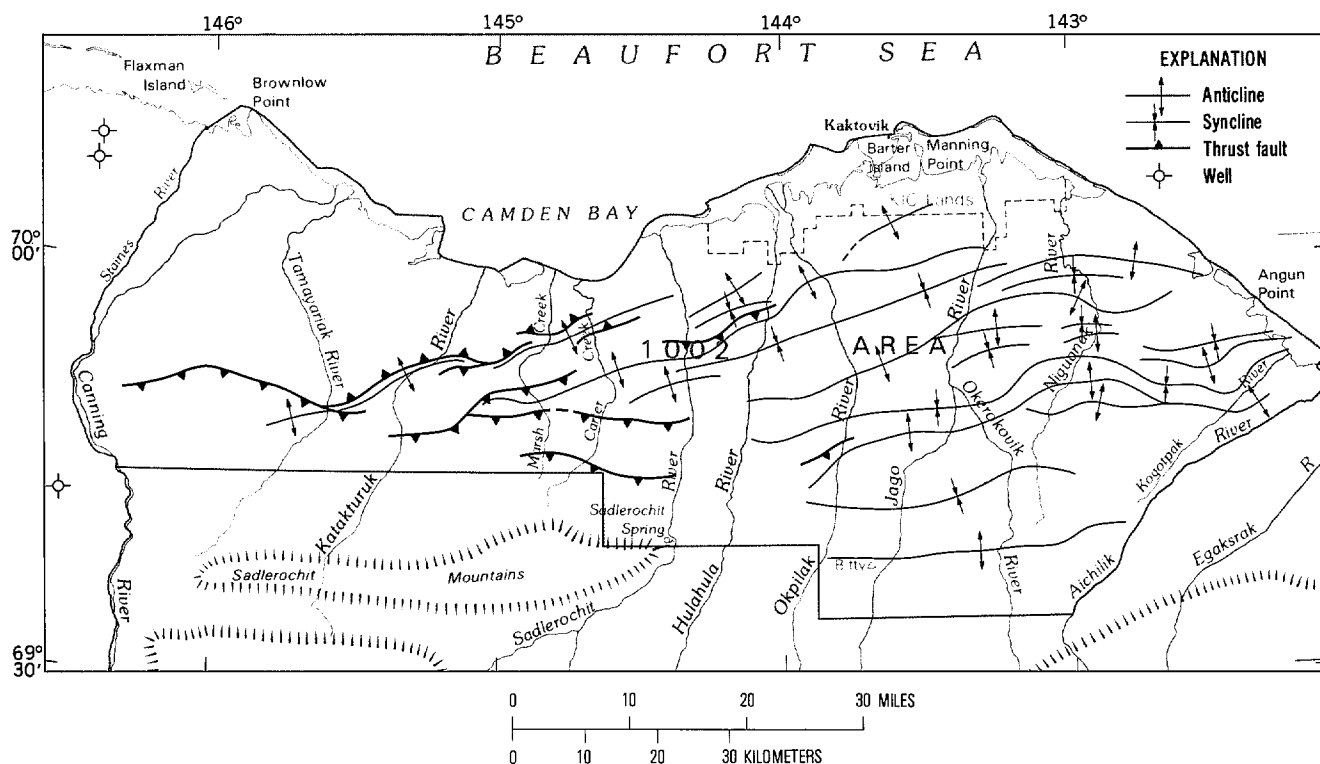 146°
145°
144°
143°
BEAUFORT SEA
Flaxman
Island
Brownlow
Point
EXPLANATION
Anticline
Syncline
Thrust fault
Well
Kaktovik
Barter
Island
Manning
Point
KIC Lands
CAMDEN BAY
70°
00'
Staines River
Tamayariak River
River
Creek
Creek
River
River
Angun
Point
1002 AREA
Canning
River
Katakturuk
Marsh
Carter
River
River
River
Jago
Okerokovik
River
Kogotpak
River
River
Sadlerochit
Spring
Sadlerochit Mountains
Sadlerochit
Hulahula
Okpilak
Aichilik
Egaksrak
R
69°
30'
0 10 20 30 MILES
0 10 20 30 KILOMETERS